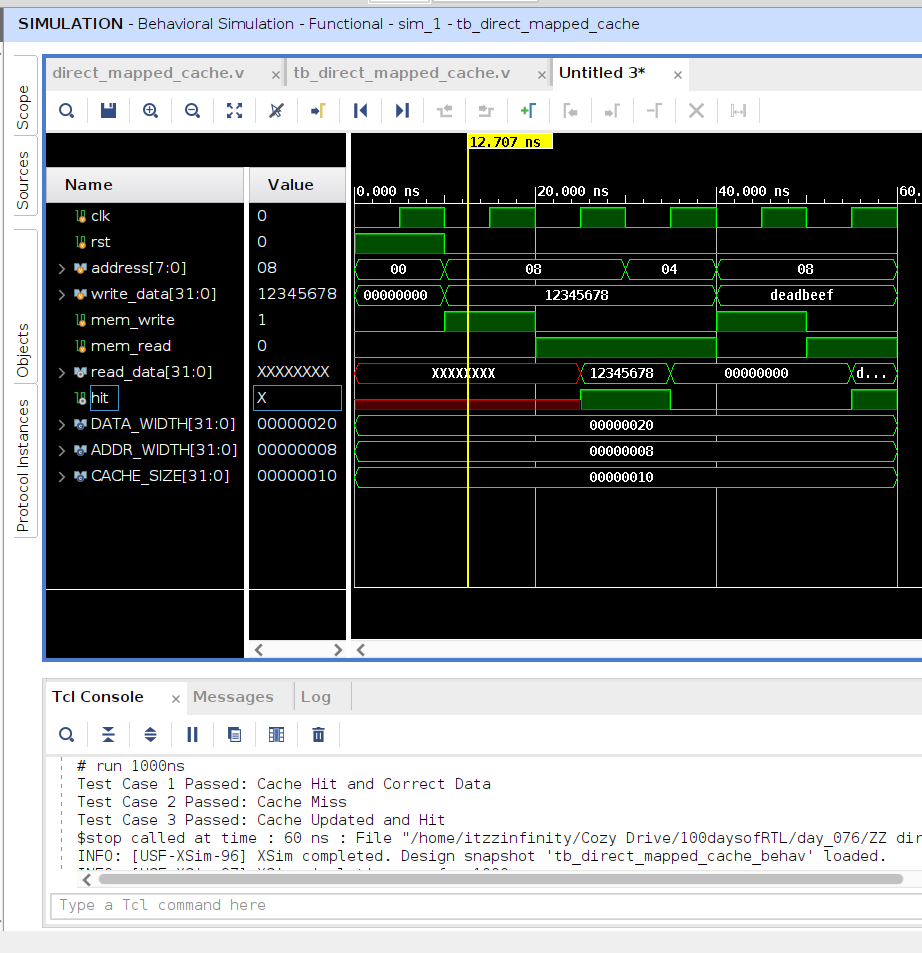 SIMULATION - Behavioral Simulation - Functional - sim_1 - tb_direct_mapped_cache
Scope
Sources
Objects
Protocol Instances
direct_mapped_cache.v × tb_direct_mapped_cache.v × Untitled 3* ×
12.707 ns
Name Value
0.000 ns 20.000 ns 40.000 ns 60.
clk 0
rst 0
address[7:0] 08 00 08 04 08
write_data[31:0] 12345678 00000000 12345678 deadbeef
mem_write 1
mem_read 0
read_data[31:0] XXXXXXXX XXXXXXXX 12345678 00000000 d...
hit X
DATA_WIDTH[31:0] 00000020 00000020
ADDR_WIDTH[31:0] 00000008 00000008
CACHE_SIZE[31:0] 00000010 00000010
Tcl Console × Messages Log
# run 1000ns
Test Case 1 Passed: Cache Hit and Correct Data
Test Case 2 Passed: Cache Miss
Test Case 3 Passed: Cache Updated and Hit
$stop called at time : 60 ns : File "/home/itzzinfinity/Cozy Drive/100daysofRTL/day_076/ZZ dir
INFO: [USF-XSim-96] XSim completed. Design snapshot 'tb_direct_mapped_cache_behav' loaded.
Type a Tcl command here